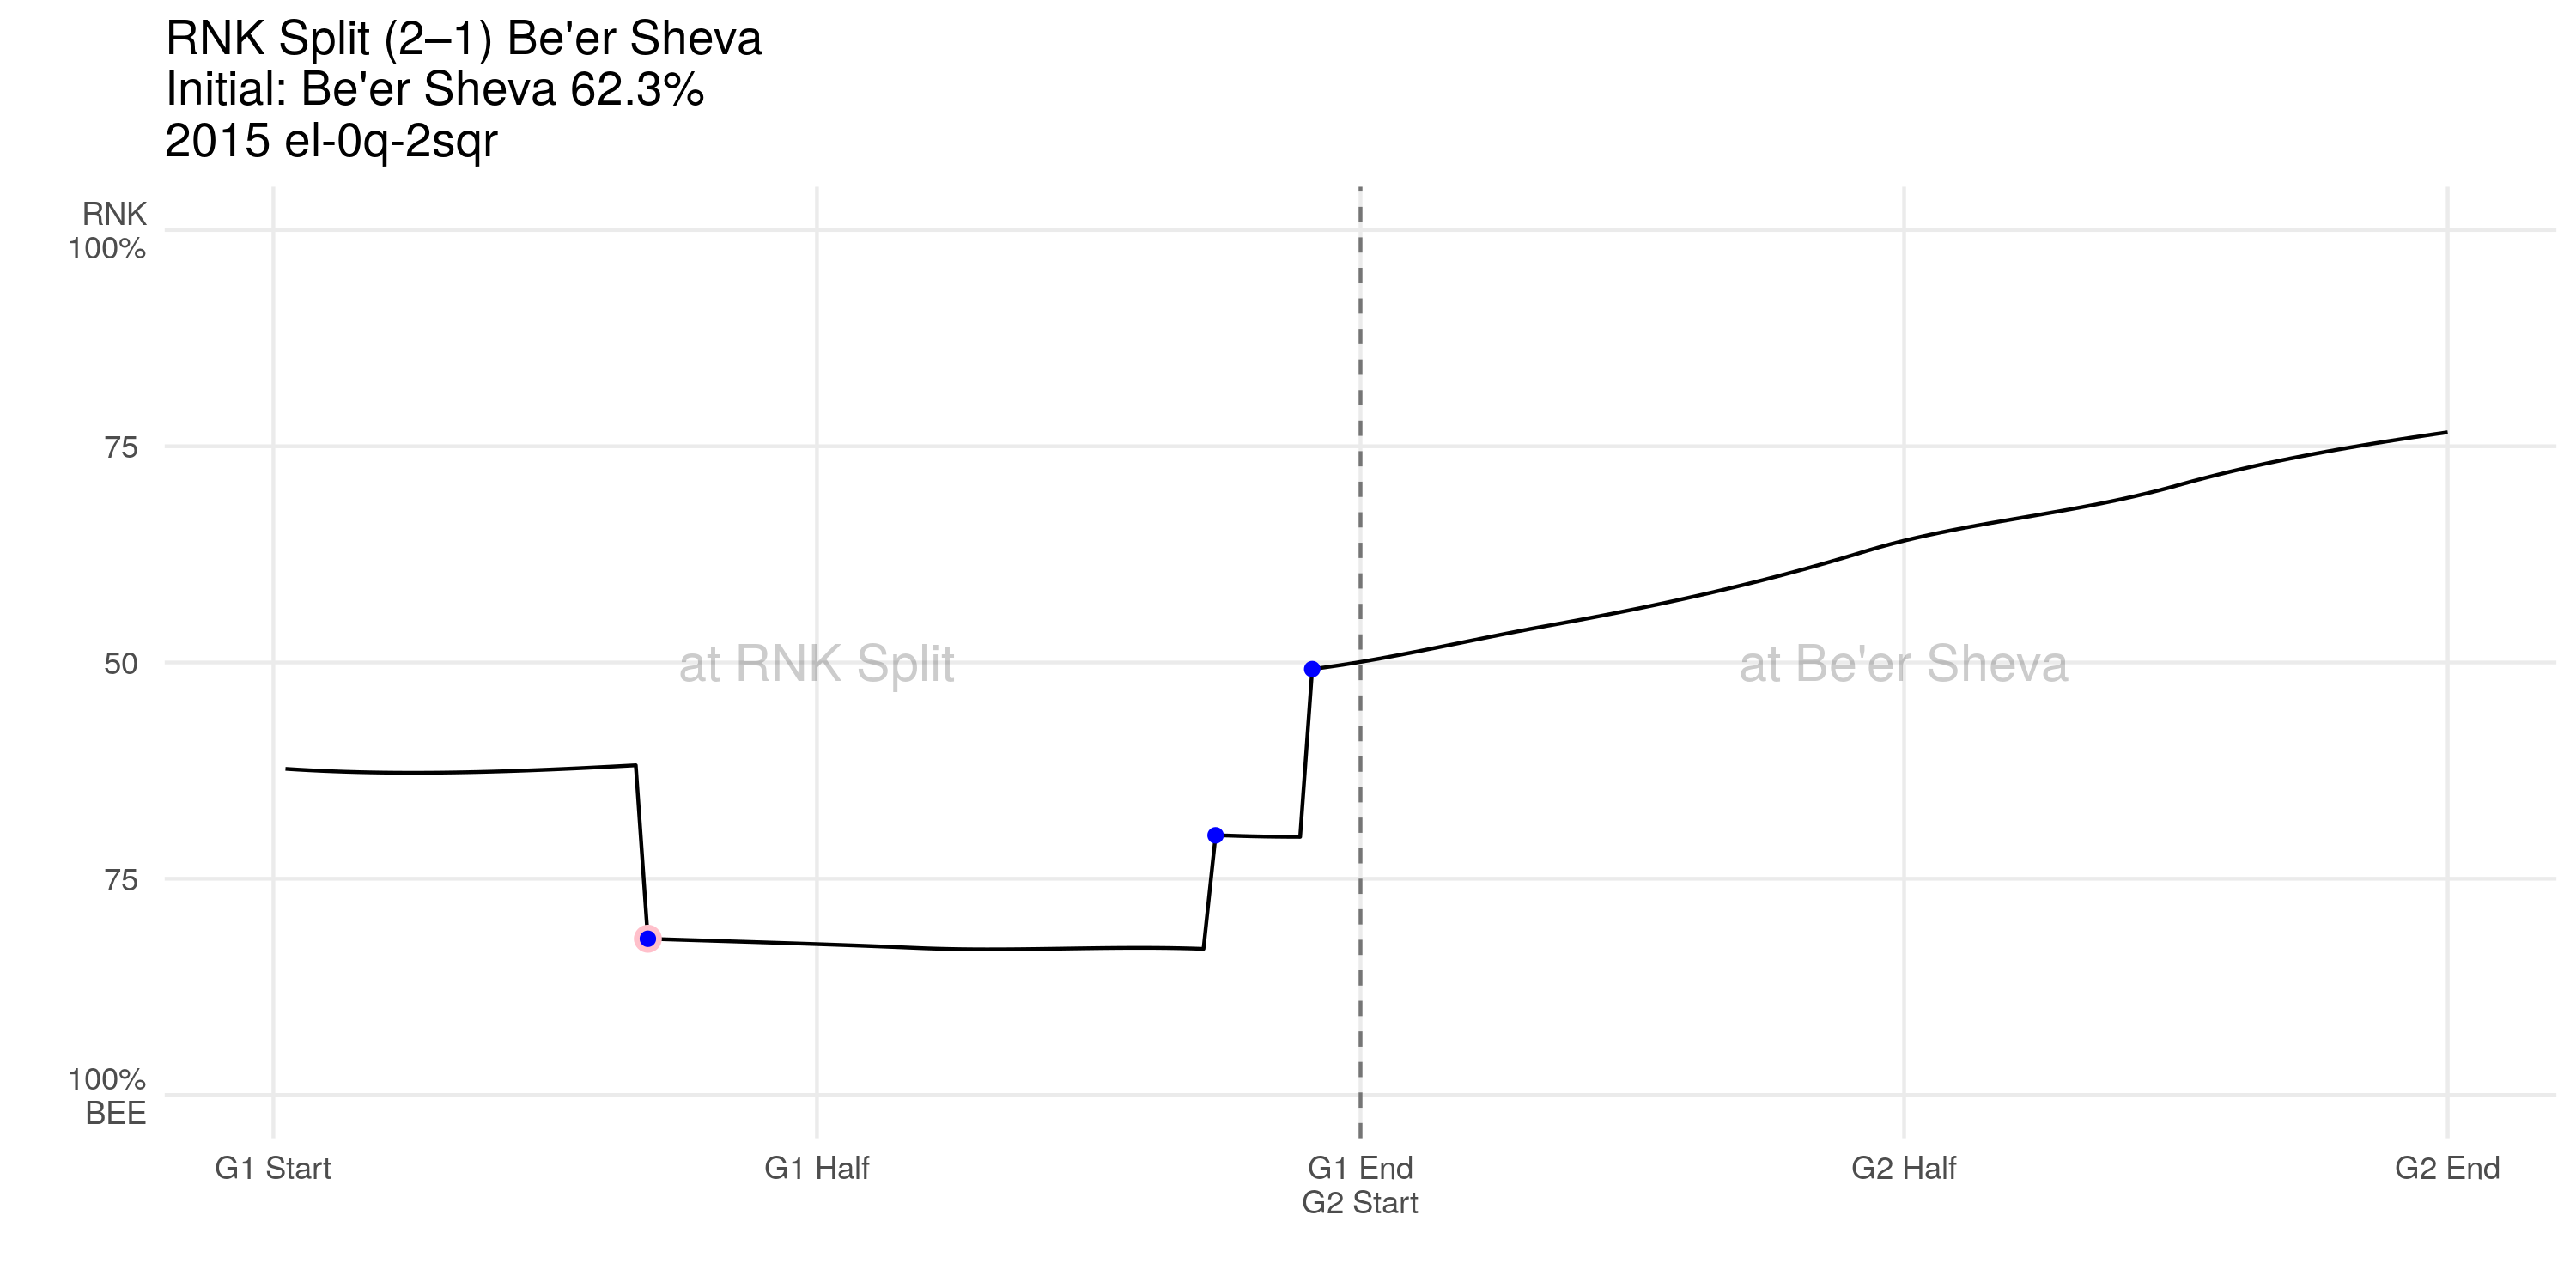 RNK Split (2–1) Be'er Sheva
Initial: Be'er Sheva 62.3%
2015 el-0q-2sqr
RNK
100%
75
50
75
100%
BEE
at RNK Split
at Be'er Sheva
G1 Start
G1 Half
G1 End
G2 Start
G2 Half
G2 End